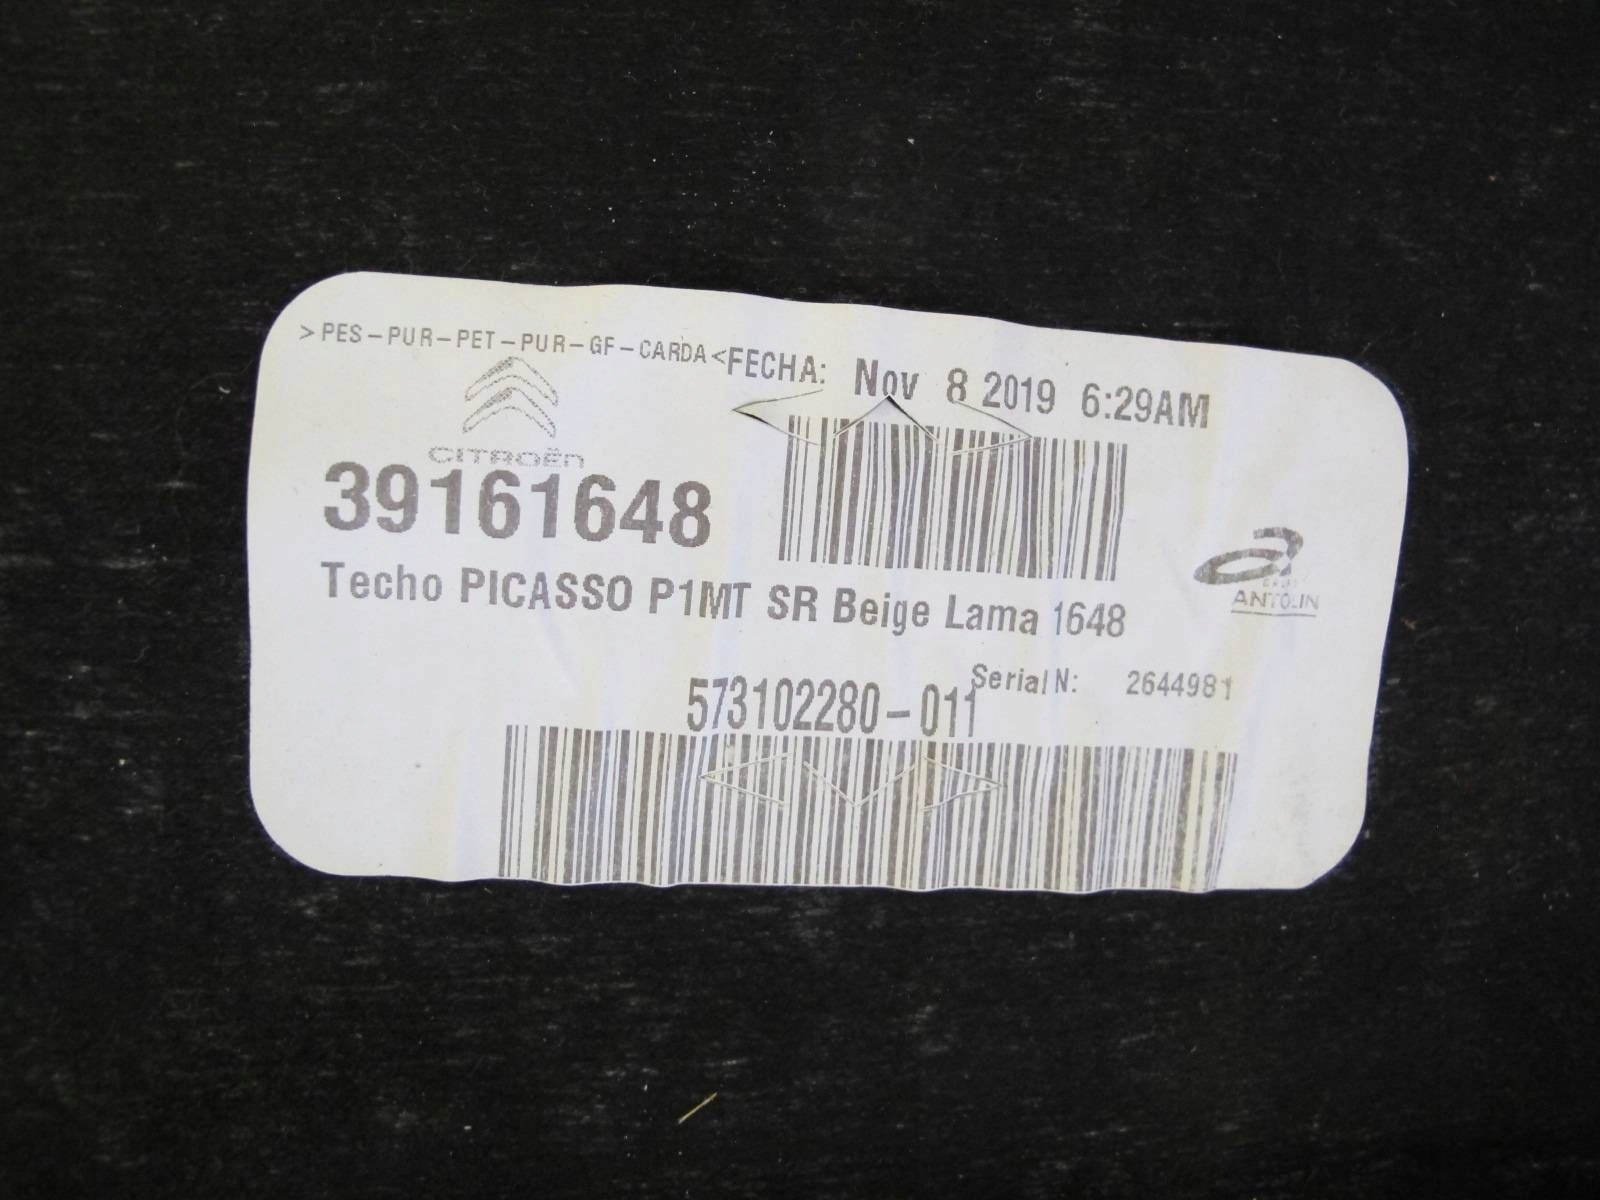 >PES-PUR-PET-PUR-GF-CARDA<FECHA: Nov 8 2019 6:29AM
CITROËN
39161648
ANTOLIN
Techo PICASSO P1MT SR Beige Lama 1648
Serial N: 2644981
573102280-011